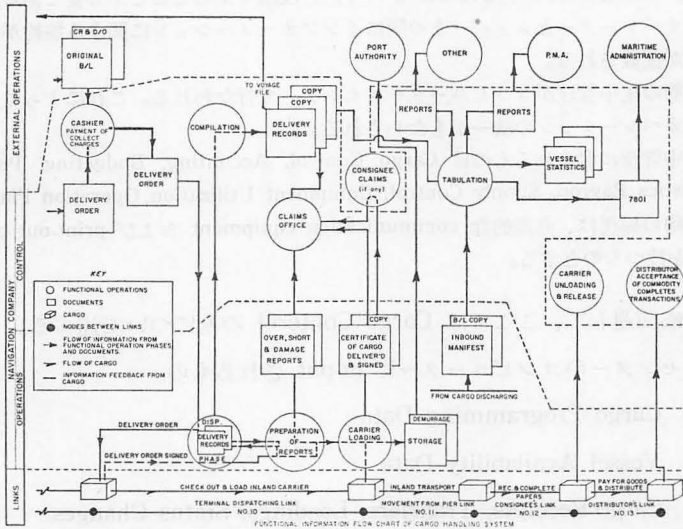 EXTERNAL OPERATIONS
NAVIGATION COMPANY
CONTROL
OPERATIONS
LINKS
CR & D/O
ORIGINAL
B/L
CASHIER
PAYMENT OF
COLLECT
CHARGES
DELIVERY
ORDER
DELIVERY
ORDER
COMPILATION
TO VOYAGE
FILE
COPY
COPY
DELIVERY
RECORDS
CLAIMS
OFFICE
CONSIGNEE
CLAIMS
(if any)
PORT
AUTHORITY
OTHER
P.M.A.
MARITIME
ADMINISTRATION
REPORTS
REPORTS
TABULATION
VESSEL
STATISTICS
7801
CARRIER
UNLOADING
& RELEASE
DISTRIBUTOR
ACCEPTANCE
OF COMMODITY
COMPLETES
TRANSACTIONS
KEY
FUNCTIONAL OPERATIONS
DOCUMENTS
CARGO
NODES BETWEEN LINKS
FLOW OF INFORMATION FROM
FUNCTIONAL OPERATION PHASES
AND DOCUMENTS.
FLOW OF CARGO
INFORMATION FEEDBACK FROM
CARGO
OVER, SHORT
& DAMAGE
REPORTS
COPY
CERTIFICATE
OF CARGO
DELIVER'D
& SIGNED
B/L COPY
INBOUND
MANIFEST
FROM CARGO DISCHARGING
DELIVERY ORDER
DELIVERY ORDER SIGNED
DISP.
DELIVERY
RECORDS
PHASE
PREPARATION
OF
REPORTS
CARRIER
LOADING
DEMURRAGE
STORAGE
CHECK OUT & LOAD INLAND CARRIER
INLAND TRANSPORT
REC. & COMPLETE
PAPERS
PAY FOR GOODS
& DISTRIBUTE
TERMINAL DISPATCHING LINK
NO.10
MOVEMENT FROM PIER LINK
NO.11
CONSIGNEE'S LINK
NO.12
DISTRIBUTOR'S LINK
NO.13
FUNCTIONAL INFORMATION FLOW CHART OF CARGO HANDLING SYSTEM